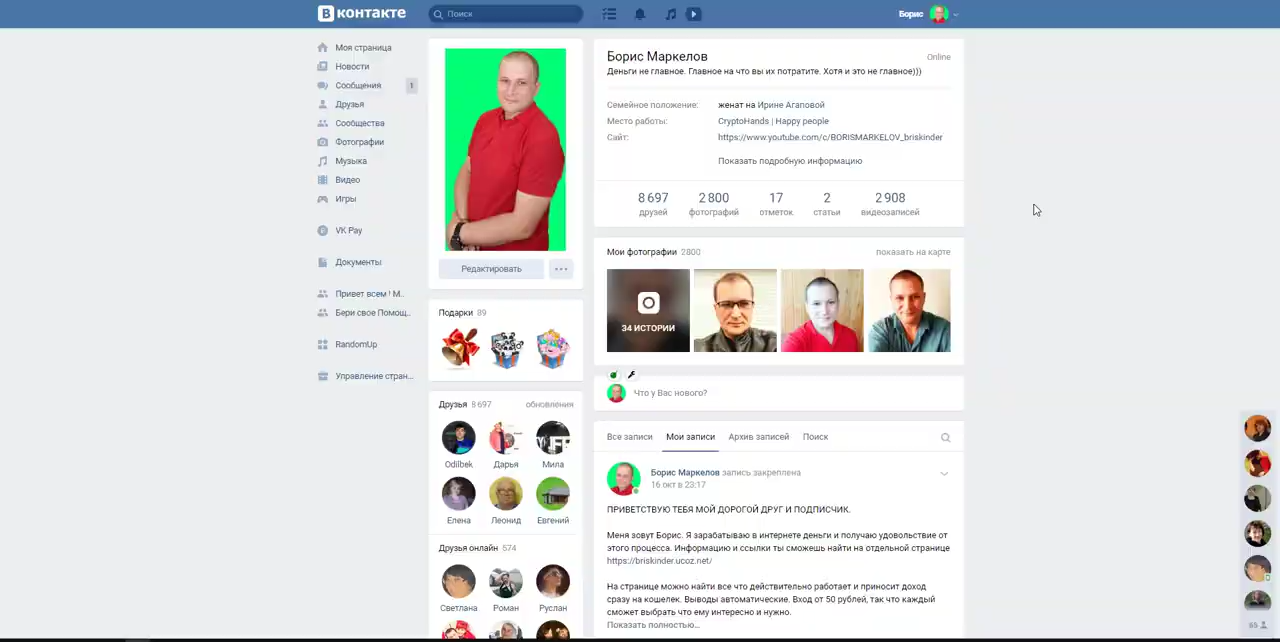 ВКонтакте
Поиск
Борис
Моя страница
Новости
Сообщения 1
Друзья
Сообщества
Фотографии
Музыка
Видео
Игры
VK Pay
Документы
Привет всем ! М..
Бери свое Помощ..
RandomUp
Управление стран...
Редактировать
Подарки 89
Друзья 8 697 обновления
Odilbek Дарья Мила
Елена Леонид Евгений
Друзья онлайн 574
Светлана Роман Руслан
Борис Маркелов Online
Деньги не главное. Главное на что вы их потратите. Хотя и это не главное)))
Семейное положение: женат на Ирине Агаповой
Место работы: CryptoHands | Happy people
Сайт: https://www.youtube.com/c/BORISMARKELOV_briskinder
Показать подробную информацию
8 697 2 800 17 2 2 908
друзей фотографий отметок статьи видеозаписей
Мои фотографии 2800 показать на карте
34 ИСТОРИИ
Что у Вас нового?
Все записи Мои записи Архив записей Поиск
Борис Маркелов запись закреплена
16 окт в 23:17
ПРИВЕТСТВУЮ ТЕБЯ МОЙ ДОРОГОЙ ДРУГ И ПОДПИСЧИК.
Меня зовут Борис. Я зарабатываю в интернете деньги и получаю удовольствие от
этого процесса. Информацию и ссылки ты сможешь найти на отдельной странице
https://briskinder.ucoz.net/
На странице можно найти все что действительно работает и приносит доход
сразу на кошелек. Выводы автоматические. Вход от 50 рублей, так что каждый
сможет выбрать что ему интересно и нужно.
Показать полностью...
65